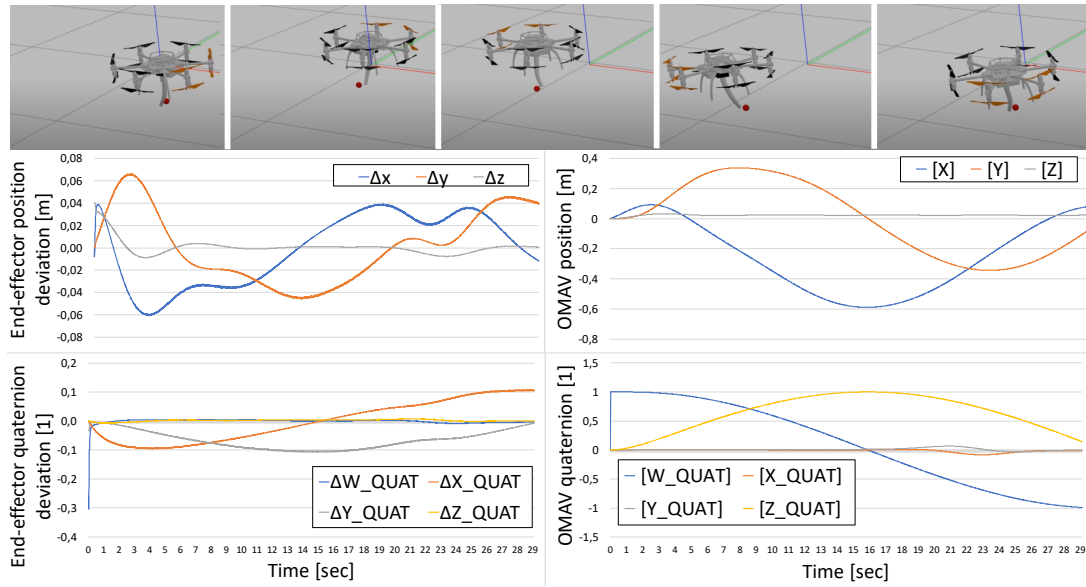 End-effector position
deviation [m]
0,08
0,06
0,04
0,02
0,00
-0,02
-0,04
-0,06
-0,08
Δx Δy Δz
OMAV position [m]
0,4
0,2
0
-0,2
-0,4
-0,6
-0,8
[X] [Y] [Z]
End-effector quaternion
deviation [1]
0,2
0,1
0,0
-0,1
-0,2
-0,3
-0,4
ΔW_QUAT ΔX_QUAT
ΔY_QUAT ΔZ_QUAT
0 1 2 3 4 5 6 7 8 9 10 11 12 13 14 15 16 17 18 19 20 21 22 23 24 25 26 27 28 29
Time [sec]
OMAV quaternion [1]
1,5
1
0,5
0
-0,5
-1
-1,5
[W_QUAT] [X_QUAT]
[Y_QUAT] [Z_QUAT]
0 1 2 3 4 5 6 7 8 9 10 11 12 13 14 15 16 17 18 19 20 21 22 23 24 25 26 27 28 29
Time [sec]